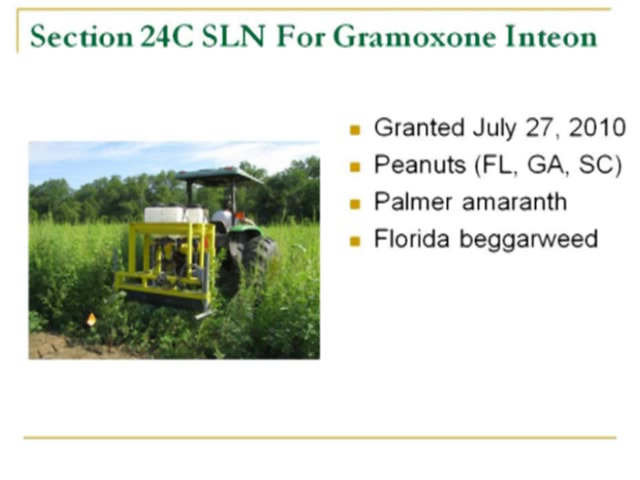 Section 24C SLN For Gramoxone Inteon
Granted July 27, 2010
Peanuts (FL, GA, SC)
Palmer amaranth
Florida beggarweed